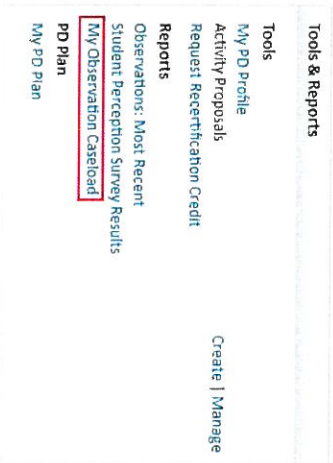 Tools & Reports
Tools
My PD Profile
Activity Proposals Create | Manage
Request Recertification Credit
Reports
Observations: Most Recent
Student Perception Survey Results
My Observation Caseload
PD Plan
My PD Plan